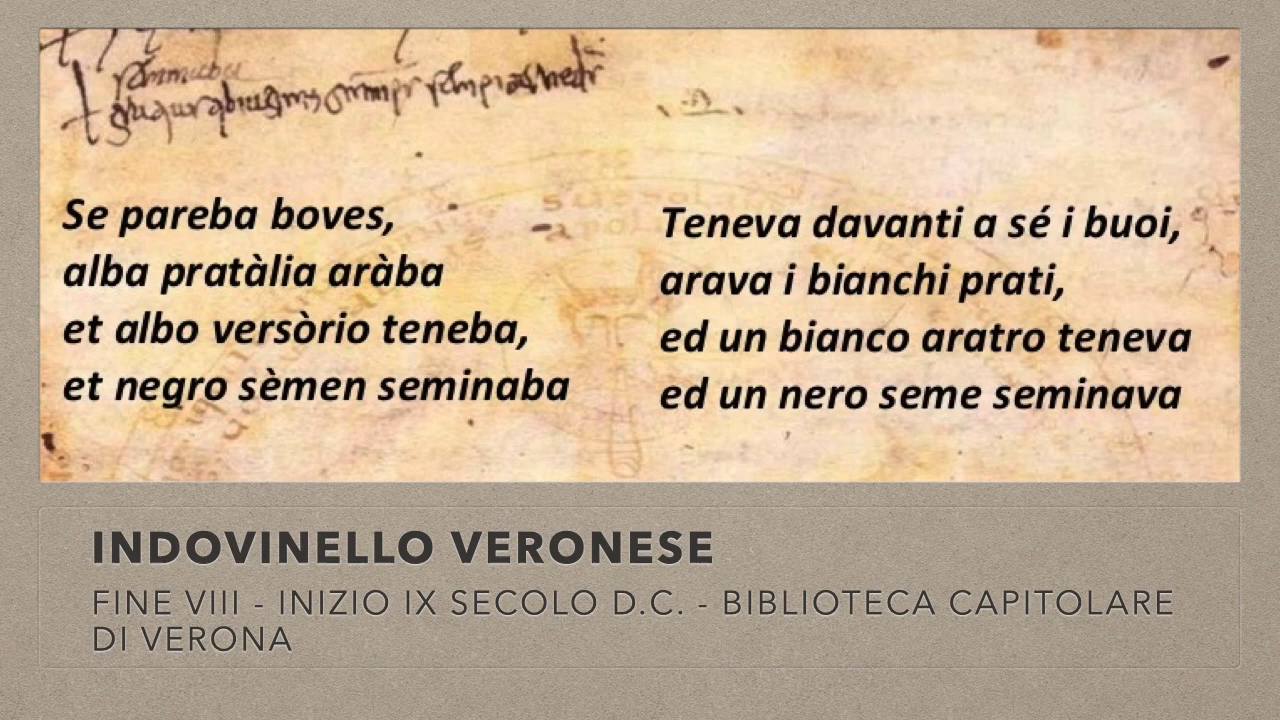 Se pareba boves,
alba pratàlia aràba
et albo versòrio teneba,
et negro sèmen seminaba
Teneva davanti a sé i buoi,
arava i bianchi prati,
ed un bianco aratro teneva
ed un nero seme seminava
INDOVINELLO VERONESE
FINE VIII - INIZIO IX SECOLO D.C. - BIBLIOTECA CAPITOLARE
DI VERONA